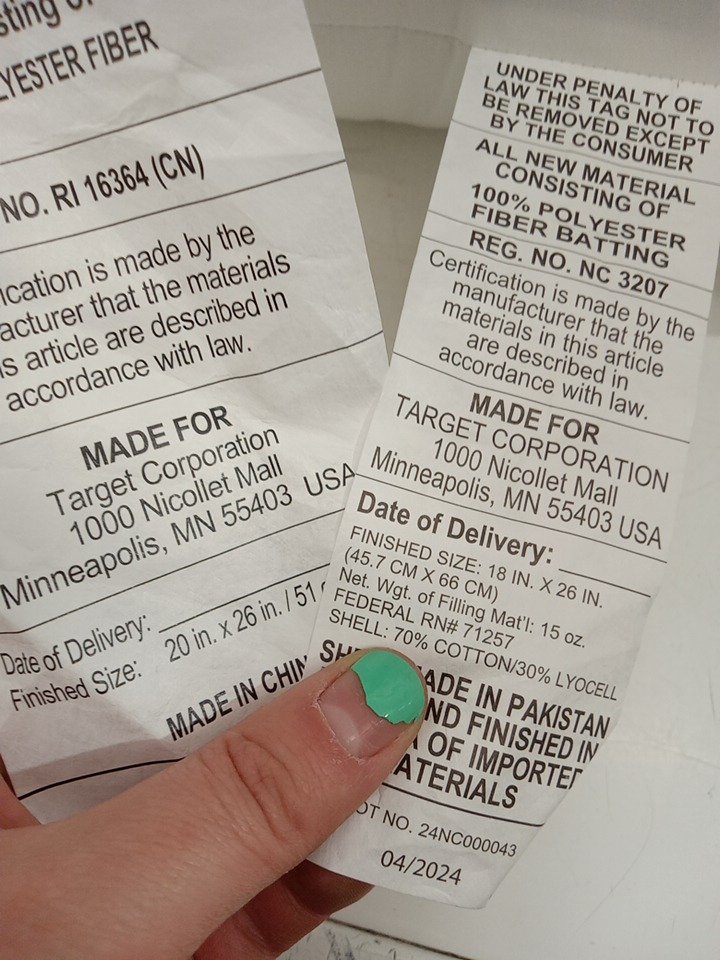 sting of
LYESTER FIBER
NO. RI 16364 (CN)
ication is made by the
acturer that the materials
is article are described in
accordance with law.
MADE FOR
Target Corporation
1000 Nicollet Mall
Minneapolis, MN 55403 USA
Date of Delivery:
Finished Size: 20 in. x 26 in. / 51
MADE IN CHIN
UNDER PENALTY OF
LAW THIS TAG NOT TO
BE REMOVED EXCEPT
BY THE CONSUMER
ALL NEW MATERIAL
CONSISTING OF
100% POLYESTER
FIBER BATTING
REG. NO. NC 3207
Certification is made by the
manufacturer that the
materials in this article
are described in
accordance with law.
MADE FOR
TARGET CORPORATION
1000 Nicollet Mall
Minneapolis, MN 55403 USA
Date of Delivery:
FINISHED SIZE: 18 IN. X 26 IN.
(45.7 CM X 66 CM)
Net. Wgt. of Filling Mat'l: 15 oz.
FEDERAL RN# 71257
SHELL: 70% COTTON/30% LYOCELL
SHE ADE IN PAKISTAN
ND FINISHED IN
A OF IMPORTED
ATERIALS
OT NO. 24NC000043
04/2024